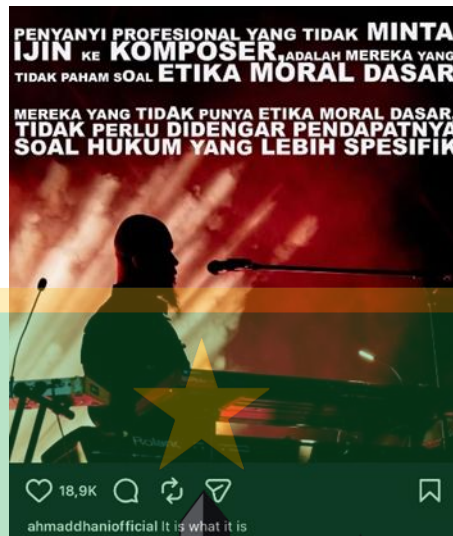 PENYANYI PROFESIONAL YANG TIDAK MINTA
IJIN KE KOMPOSER, ADALAH MEREKA YANG
TIDAK PAHAM SOAL ETIKA MORAL DASAR
MEREKA YANG TIDAK PUNYA ETIKA MORAL DASAR,
TIDAK PERLU DIDENGAR PENDAPATNYA
SOAL HUKUM YANG LEBIH SPESIFIK
Roland
18,9K
ahmaddhaniofficial It is what it is